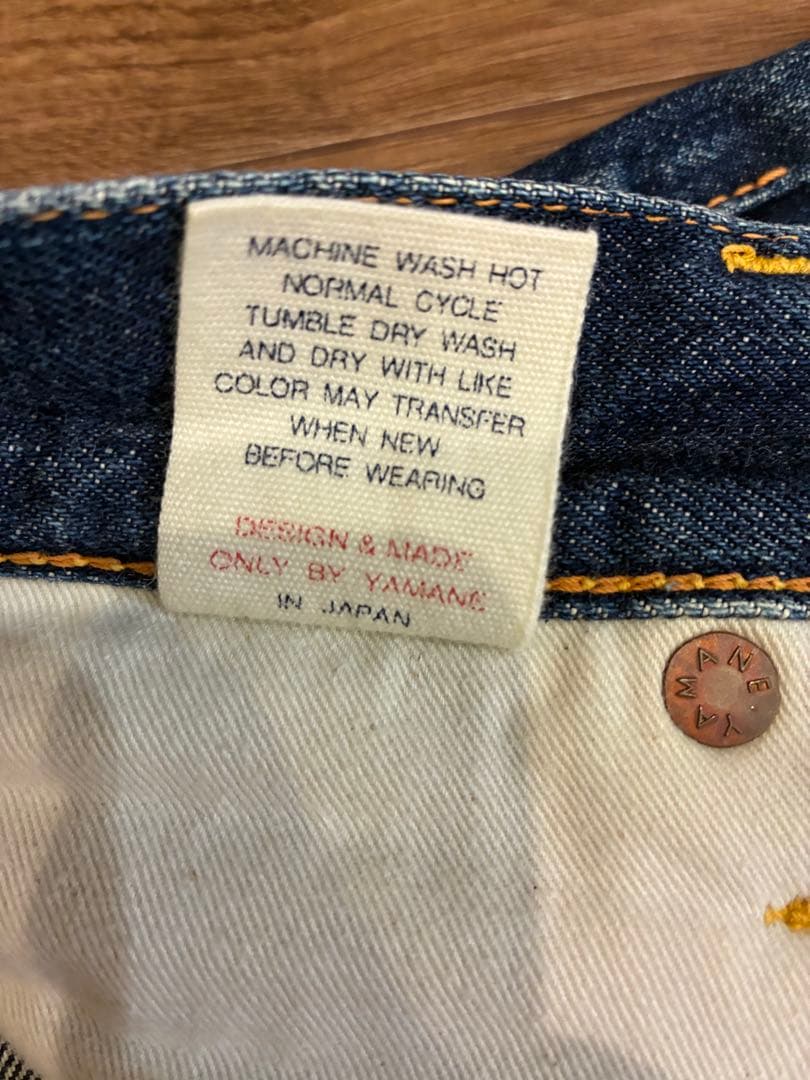 MACHINE WASH HOT
NORMAL CYCLE
TUMBLE DRY WASH
AND DRY WITH LIKE
COLOR MAY TRANSFER
WHEN NEW
BEFORE WEARING
DESIGN & MADE
ONLY BY YAMANE
IN JAPAN
YAMANE